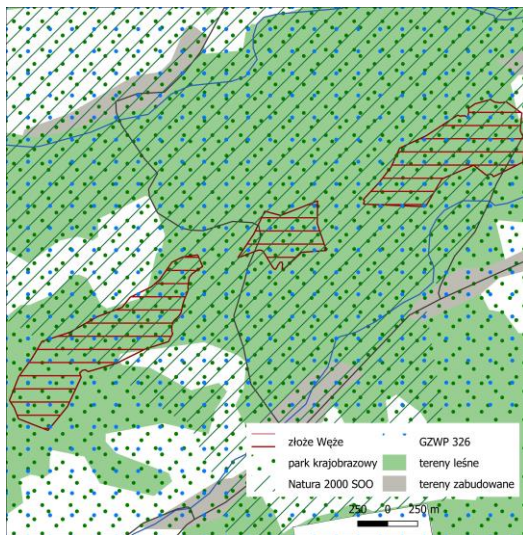 złoże Węże GZWP 326
park krajobrazowy tereny leśne
Natura 2000 SOO tereny zabudowane
250 0 250 m